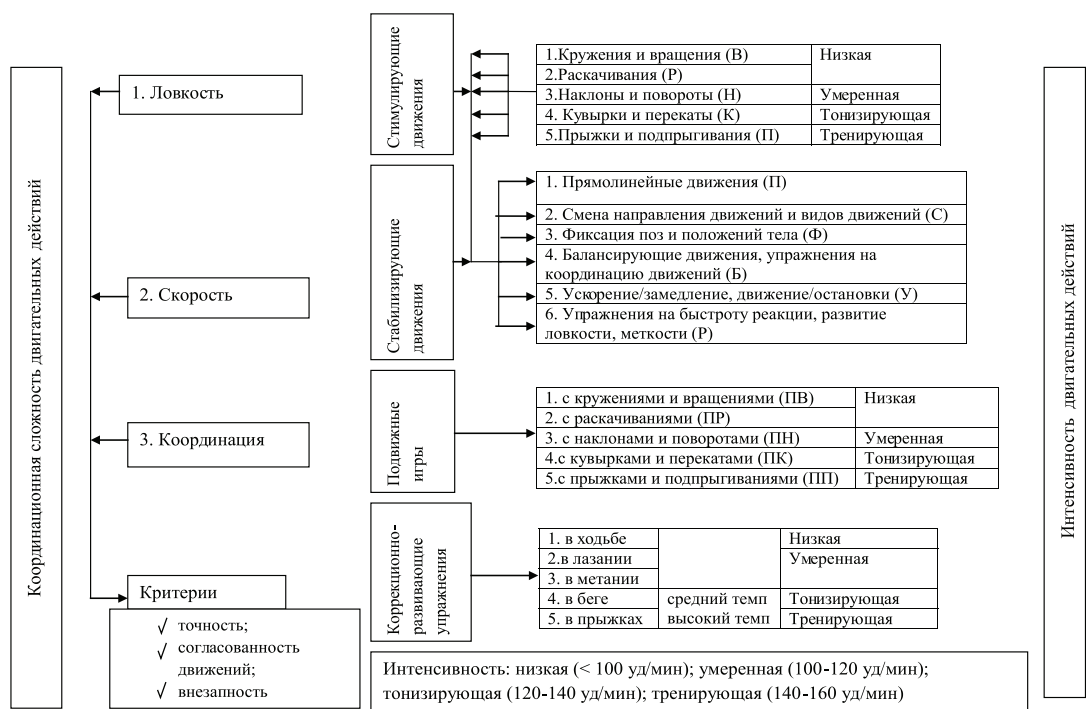 Координационная сложность двигательных действий
1. Ловкость
2. Скорость
3. Координация
Критерии
√ точность;
√ согласованность
движений;
√ внезапность
Стимулирующие
движения
1.Кружения и вращения (В)
Низкая
2.Раскачивания (Р)
3.Наклоны и повороты (Н)
Умеренная
4. Кувырки и перекаты (К)
Тонизирующая
5.Прыжки и подпрыгивания (П)
Тренирующая
Стабилизирующие
движения
1. Прямолинейные движения (П)
2. Смена направления движений и видов движений (С)
3. Фиксация поз и положений тела (Ф)
4. Балансирующие движения, упражнения на
координацию движений (Б)
5. Ускорение/замедление, движение/остановки (У)
6. Упражнения на быстроту реакции, развитие
ловкости, меткости (Р)
Подвижные
игры
1. с кружениями и вращениями (ПВ)
Низкая
2. с раскачиваниями (ПР)
3. с наклонами и поворотами (ПН)
Умеренная
4.с кувырками и перекатами (ПК)
Тонизирующая
5.с прыжками и подпрыгиваниями (ПП)
Тренирующая
Коррекционно-
развивающие
упражнения
1. в ходьбе
Низкая
2.в лазании
Умеренная
3. в метании
4. в беге
средний темп
Тонизирующая
5. в прыжках
высокий темп
Тренирующая
Интенсивность: низкая (< 100 уд/мин); умеренная (100-120 уд/мин);
тонизирующая (120-140 уд/мин); тренирующая (140-160 уд/мин)
Интенсивность двигательных действий